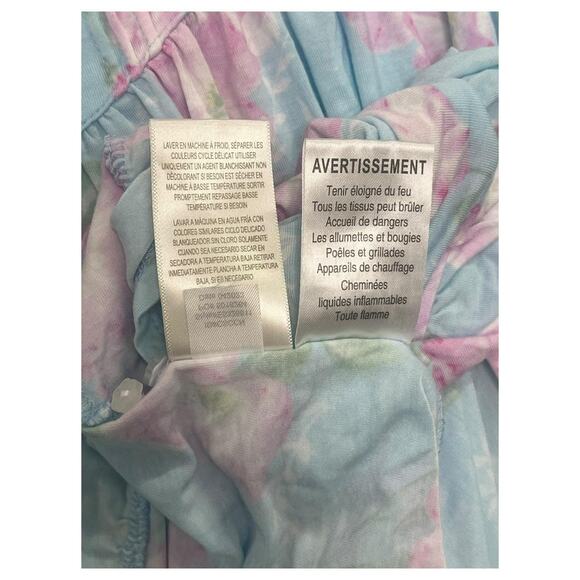 LAVER EN MACHINE À FROID, SÉPARER LES
COULEURS CYCLE DÉLICAT UTILISER
UNIQUEMENT UN AGENT BLANCHISSANT NON
DÉCOLORANT SI BESOIN EST SÉCHER EN
MACHINE À BASSE TEMPÉRATURE SORTIR
PROMPTEMENT REPASSAGE BASSE
TEMPÉRATURE SI BESOIN
LAVAR A MÁQUINA EN AGUA FRÍA CON
COLORES SIMILARES CICLO DELICADO
BLANQUEADOR SIN CLORO SOLAMENTE
CUANDO SEA NECESARIO SECAR EN
SECADORA A TEMPERATURA BAJA RETIRAR
INMEDIATAMENTE PLANCHA A TEMPERATURA
BAJA, SI ES NECESARIO
AVERTISSEMENT
Tenir éloigné du feu
Tous les tissus peut brûler
Accueil de dangers
Les allumettes et bougies
Poêles et grillades
Appareils de chauffage
Cheminées
liquides inflammables
Toute flamme